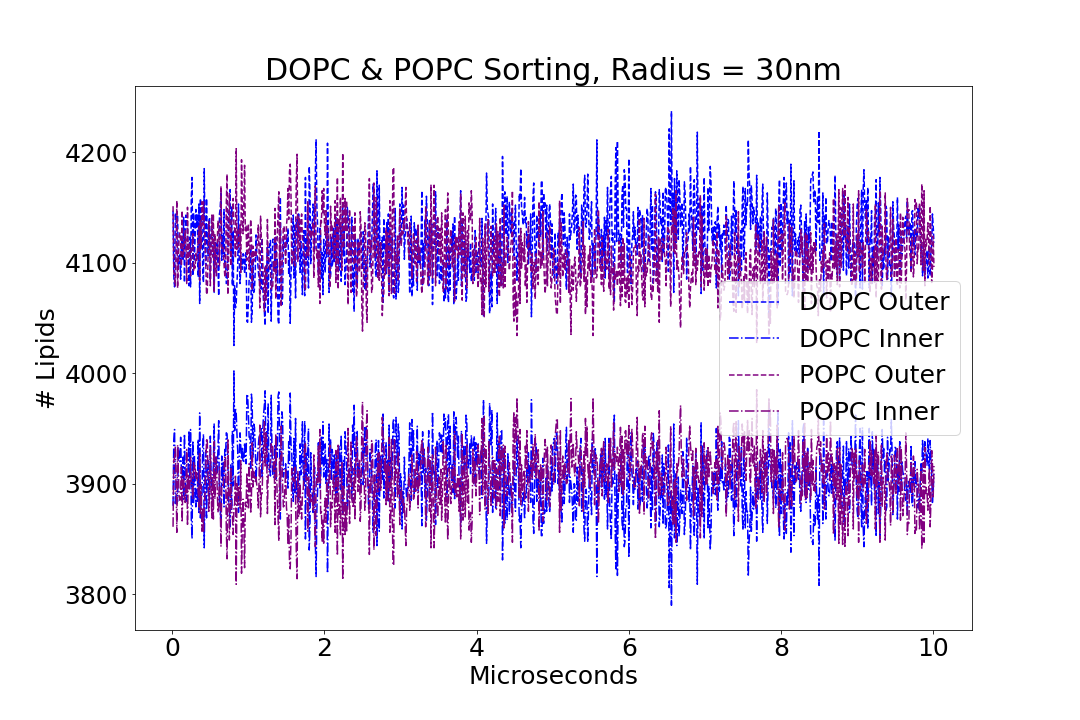 DOPC & POPC Sorting, Radius = 30nm
4200
4100
4000
3900
3800
# Lipids
DOPC Outer
DOPC Inner
POPC Outer
POPC Inner
0 2 4 6 8 10
Microseconds